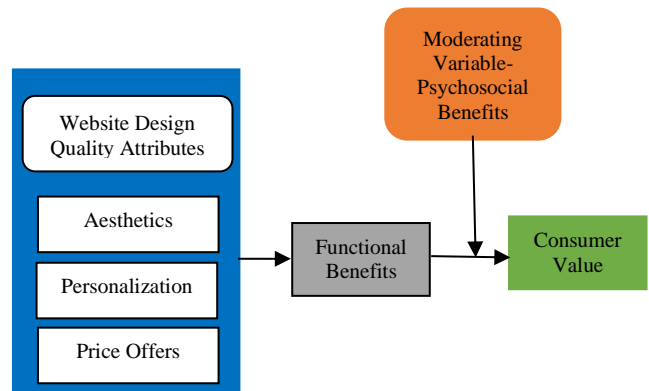 Moderating
Variable-
Psychosocial
Benefits
Website Design
Quality Attributes
Aesthetics
Personalization
Price Offers
Functional
Benefits
Consumer
Value